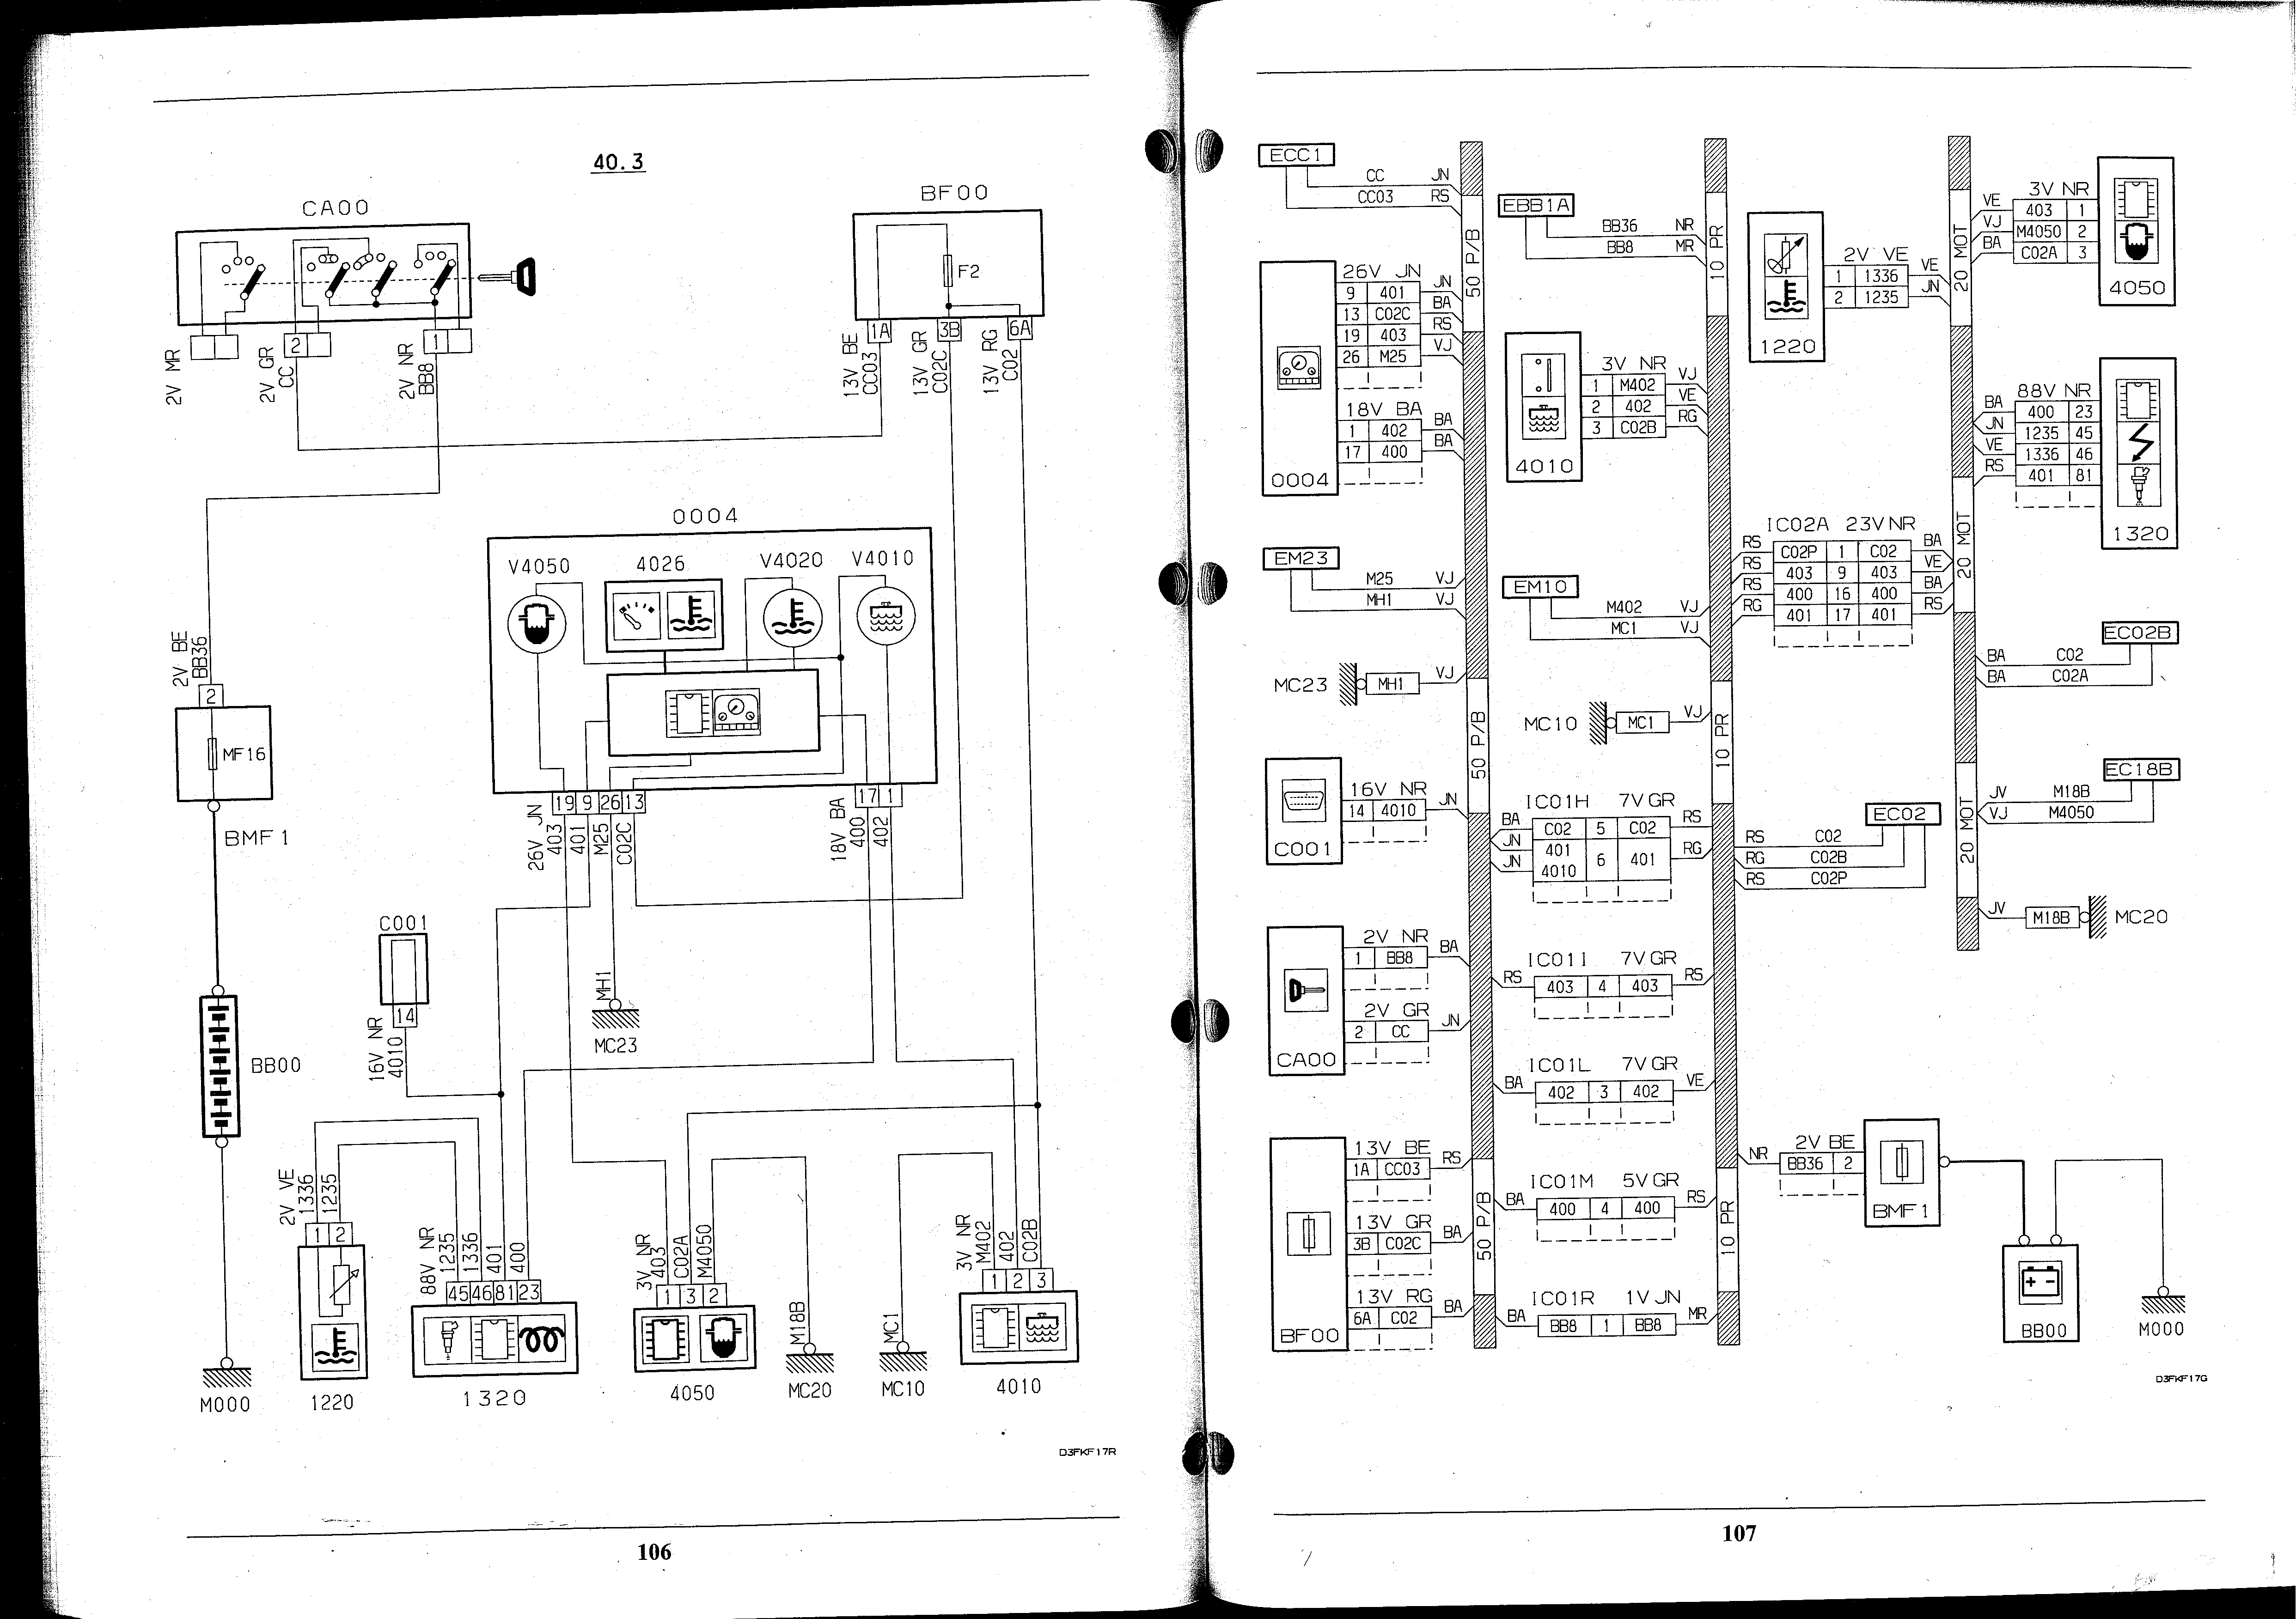 40.3
CA00
BF00
F2
2V MR
2
2V GR
CC
1
2V NR
BB8
1A
3B
6A
13V BE
CC03
13V GR
C02C
13V RG
C02
0004
V4050
4026
V4020
V4010
2V BE
BB36
2
MF16
BMF1
19 9 26 13
17 1
26V JN
403
401
M25
C02C
18V BA
400
402
C001
14
16V NR
4010
MH1
MC23
BB00
2V VE
1336
1235
1 2
88V NR
1235
1336
401
400
45 46 81 23
3V NR
403
C02A
M4050
1 3 2
M18B
MC1
3V NR
M402
402
C02B
1 2 3
M000
1220
1320
4050
MC20
MC10
4010
D3FKF17R
106
ECC1
CC JN
CC03 RS
50 P/B
0004
26V JN
9 401 JN
13 C02C BA
19 403 RS
26 M25 VJ
18V BA
1 402 BA
17 400 BA
EM23
M25 VJ
MH1 VJ
MC23 MH1 VJ
50 P/B
C001
16V NR
14 4010 JN
CA00
2V NR
1 BB8 BA
2V GR
2 CC JN
BF00
13V BE
1A CC03 RS
13V GR
3B C02C BA
13V RG
6A C02 BA
50 P/B
EBB1A
BB36 NR
BB8 MR
10 PR
4010
3V NR
1 M402 VJ
2 402 VE
3 C02B RG
EM10
M402 VJ
MC1 VJ
MC10 MC1 VJ
10 PR
IC01H 7V GR
BA C02 5 C02 RS
JN 401 6 401 RG
JN 4010
IC01I 7V GR
RS 403 4 403 RS
IC01L 7V GR
BA 402 3 402 VE
IC01M 5V GR
BA 400 4 400 RS
IC01R 1V JN
BA BB8 1 BB8 MR
10 PR
1220
2V VE
1 1336 VE
2 1235 JN
20 MOT
IC02A 23V NR
RS C02P 1 C02 BA
RS 403 9 403 VE
RS 400 16 400 BA
RG 401 17 401 RS
20 MOT
EC02
RS C02
RG C02B
RS C02P
20 MOT
3V NR
VE 403 1
VJ M4050 2
BA C02A 3
4050
88V NR
BA 400 23
JN 1235 45
VE 1336 46
RS 401 81
1320
EC02B
BA C02
BA C02A
EC18B
JV M18B
VJ M4050
JV M18B MC20
2V BE
NR BB36 2
BMF1
BB00
M000
D3FKF17G
107